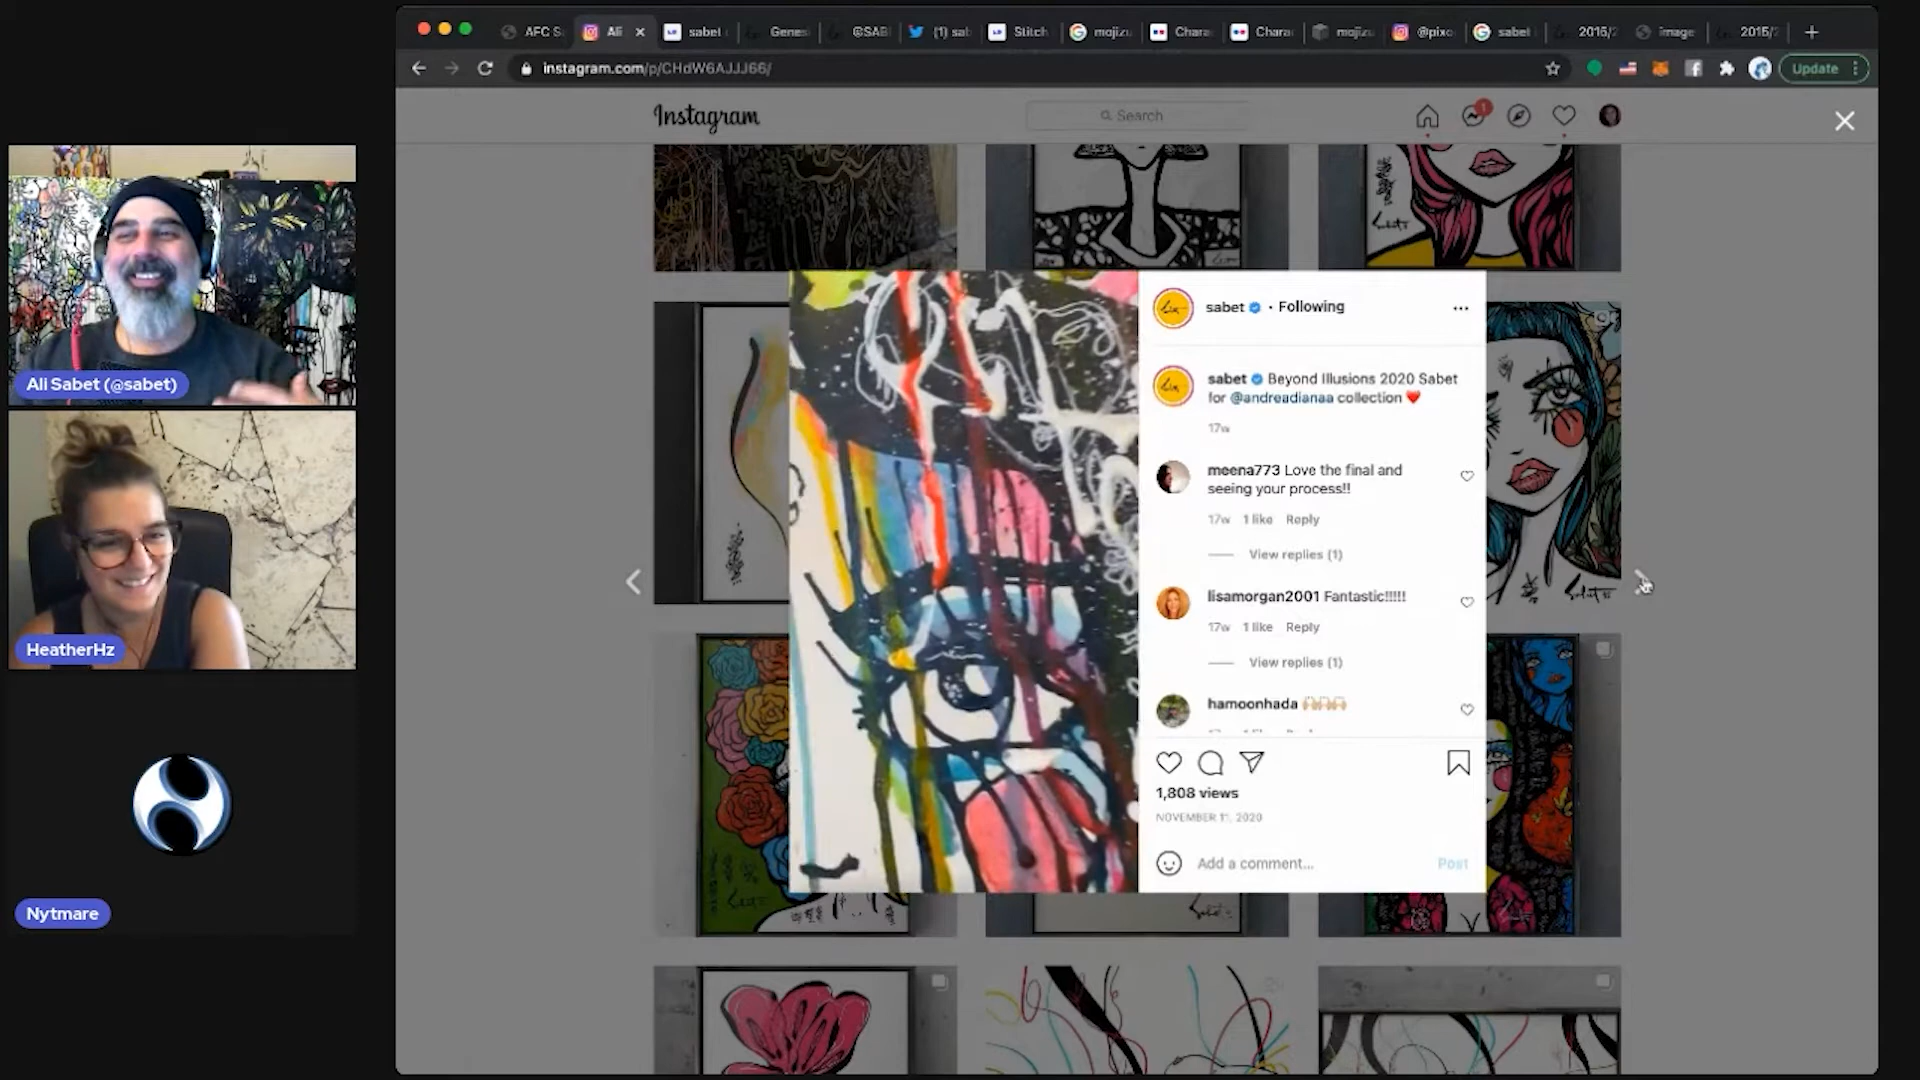 AFC S
Ali
sabet
Genes
@SAB
(1) sab
Stitch
mojizu
Chara
Chara
mojizu
@pixo
sabet
2016/
image
2015/
instagram.com/p/CHdW6AJJJ66/
Update
Instagram
Search
1
sabet • Following
sabet Beyond Illusions 2020 Sabet
for @andreadianaa collection ❤️
17w
meena773 Love the final and
seeing your process!!
17w 1 like Reply
View replies (1)
lisamorgan2001 Fantastic!!!!!
17w 1 like Reply
View replies (1)
hamoonhada 🙌🏼🙌🏼🙌🏼
1,808 views
NOVEMBER 11, 2020
Add a comment...
Post
Ali Sabet (@sabet)
HeatherHz
Nytmare